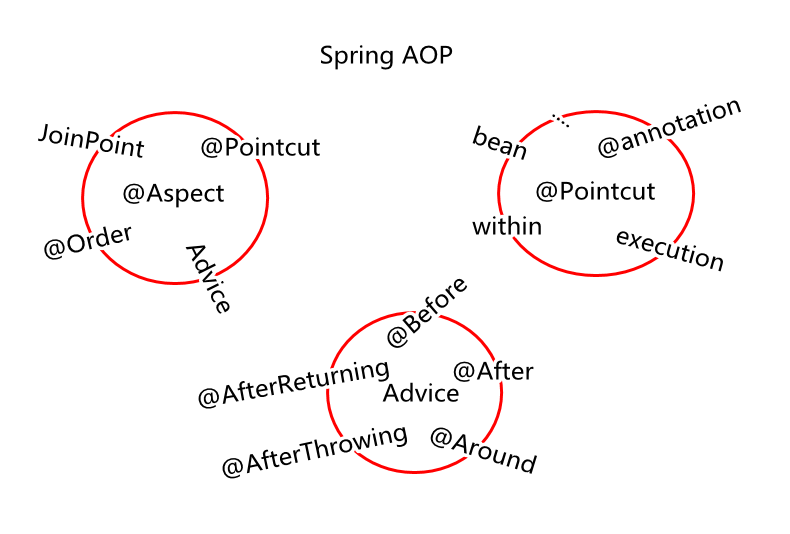 Spring AOP
JoinPoint
@Pointcut
@Aspect
@Order
Advice
...
bean
@annotation
@Pointcut
within
execution
@Before
@AfterReturning
@After
Advice
@AfterThrowing
@Around